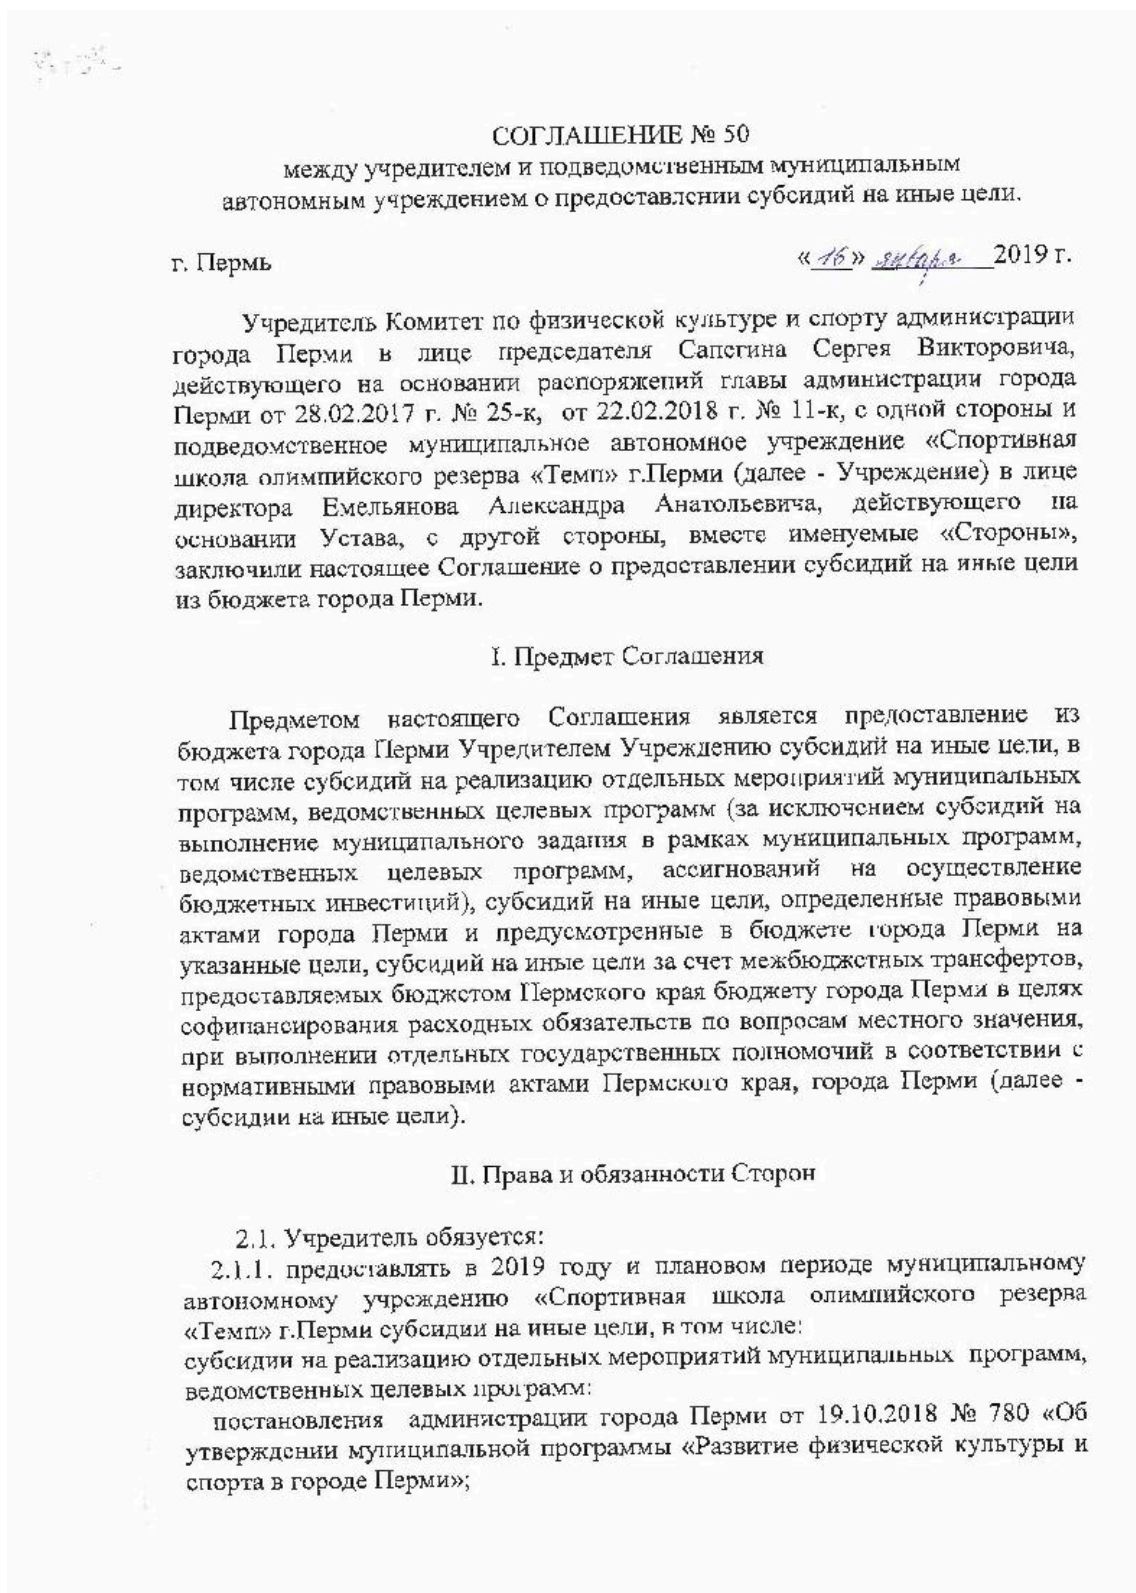 СОГЛАШЕНИЕ № 50
между учредителем и подведомственным муниципальным
автономным учреждением о предоставлении субсидий на иные цели.
г. Пермь «16» января 2019 г.
Учредитель Комитет по физической культуре и спорту администрации
города Перми в лице председателя Сапегина Сергея Викторовича,
действующего на основании распоряжений главы администрации города
Перми от 28.02.2017 г. № 25-к, от 22.02.2018 г. № 11-к, с одной стороны и
подведомственное муниципальное автономное учреждение «Спортивная
школа олимпийского резерва «Темп» г.Перми (далее - Учреждение) в лице
директора Емельянова Александра Анатольевича, действующего на
основании Устава, с другой стороны, вместе именуемые «Стороны»,
заключили настоящее Соглашение о предоставлении субсидий на иные цели
из бюджета города Перми.
I. Предмет Соглашения
Предметом настоящего Соглашения является предоставление из
бюджета города Перми Учредителем Учреждению субсидий на иные цели, в
том числе субсидий на реализацию отдельных мероприятий муниципальных
программ, ведомственных целевых программ (за исключением субсидий на
выполнение муниципального задания в рамках муниципальных программ,
ведомственных целевых программ, ассигнований на осуществление
бюджетных инвестиций), субсидий на иные цели, определенные правовыми
актами города Перми и предусмотренные в бюджете города Перми на
указанные цели, субсидий на иные цели за счет межбюджетных трансфертов,
предоставляемых бюджетом Пермского края бюджету города Перми в целях
софинансирования расходных обязательств по вопросам местного значения,
при выполнении отдельных государственных полномочий в соответствии с
нормативными правовыми актами Пермского края, города Перми (далее -
субсидии на иные цели).
II. Права и обязанности Сторон
2.1. Учредитель обязуется:
2.1.1. предоставлять в 2019 году и плановом периоде муниципальному
автономному учреждению «Спортивная школа олимпийского резерва
«Темп» г.Перми субсидии на иные цели, в том числе:
субсидии на реализацию отдельных мероприятий муниципальных программ,
ведомственных целевых программ:
постановления администрации города Перми от 19.10.2018 № 780 «Об
утверждении муниципальной программы «Развитие физической культуры и
спорта в городе Перми»;